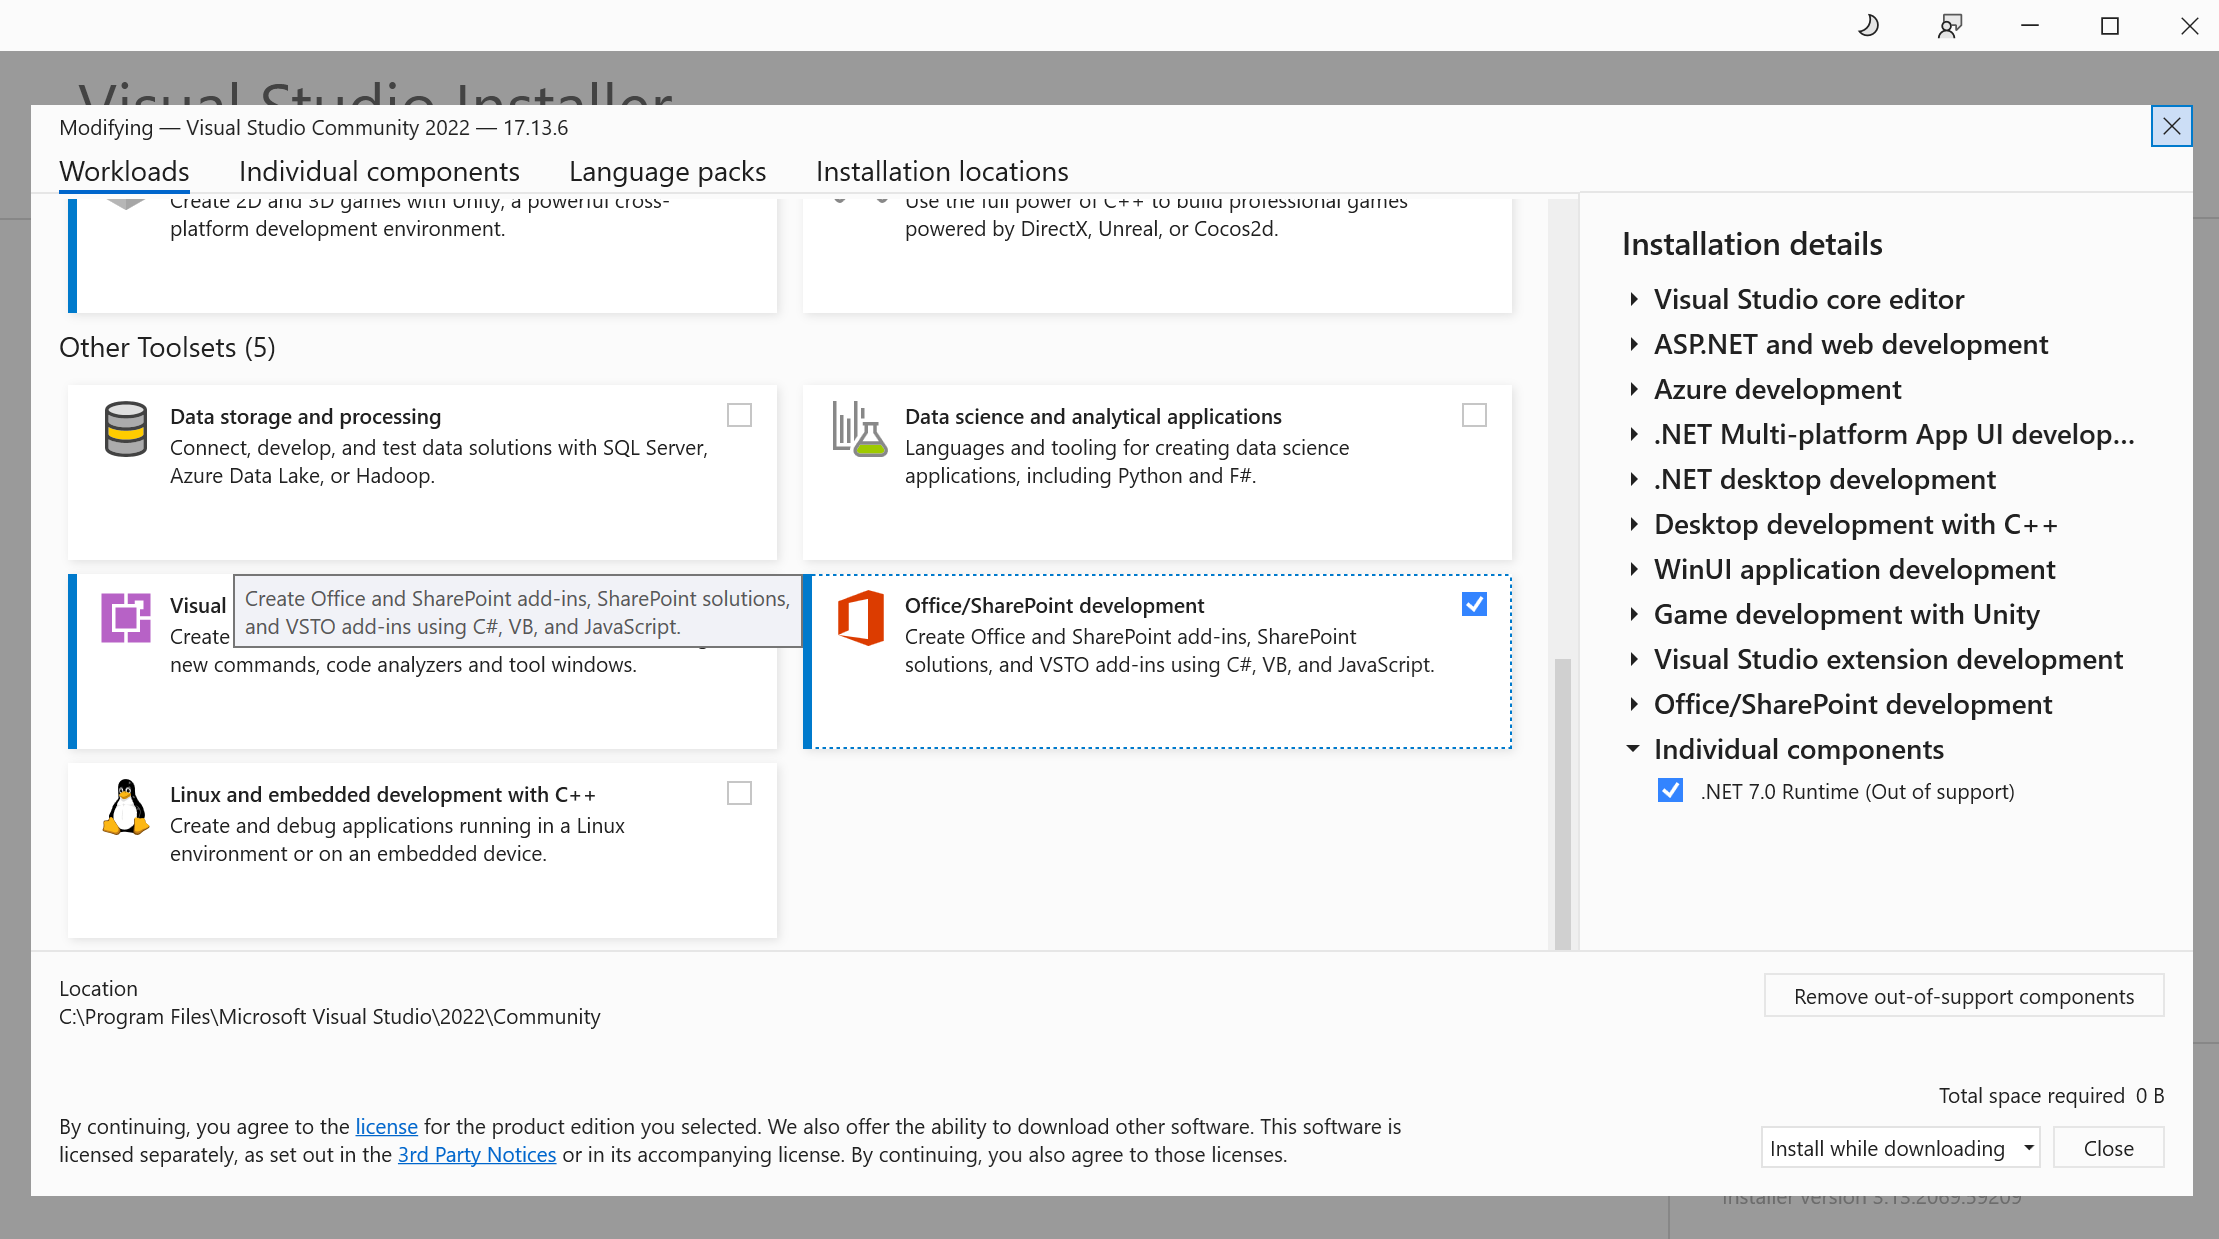 Visual Studio Installer
Modifying — Visual Studio Community 2022 — 17.13.6
Workloads
Individual components
Language packs
Installation locations
Create 2D and 3D games with Unity, a powerful cross-
platform development environment.
Use the full power of C++ to build professional games
powered by DirectX, Unreal, or Cocos2d.
Other Toolsets (5)
Data storage and processing
Connect, develop, and test data solutions with SQL Server,
Azure Data Lake, or Hadoop.
Data science and analytical applications
Languages and tooling for creating data science
applications, including Python and F#.
Visual
Create
new commands, code analyzers and tool windows.
Create Office and SharePoint add-ins, SharePoint solutions,
and VSTO add-ins using C#, VB, and JavaScript.
Office/SharePoint development
Create Office and SharePoint add-ins, SharePoint
solutions, and VSTO add-ins using C#, VB, and JavaScript.
Linux and embedded development with C++
Create and debug applications running in a Linux
environment or on an embedded device.
Installation details
Visual Studio core editor
ASP.NET and web development
Azure development
.NET Multi-platform App UI develop...
.NET desktop development
Desktop development with C++
WinUI application development
Game development with Unity
Visual Studio extension development
Office/SharePoint development
Individual components
.NET 7.0 Runtime (Out of support)
Location
C:\Program Files\Microsoft Visual Studio\2022\Community
Remove out-of-support components
Total space required 0 B
By continuing, you agree to the license for the product edition you selected. We also offer the ability to download other software. This software is
licensed separately, as set out in the 3rd Party Notices or in its accompanying license. By continuing, you also agree to those licenses.
Install while downloading
Close
Installer version 3.13.2069.59209